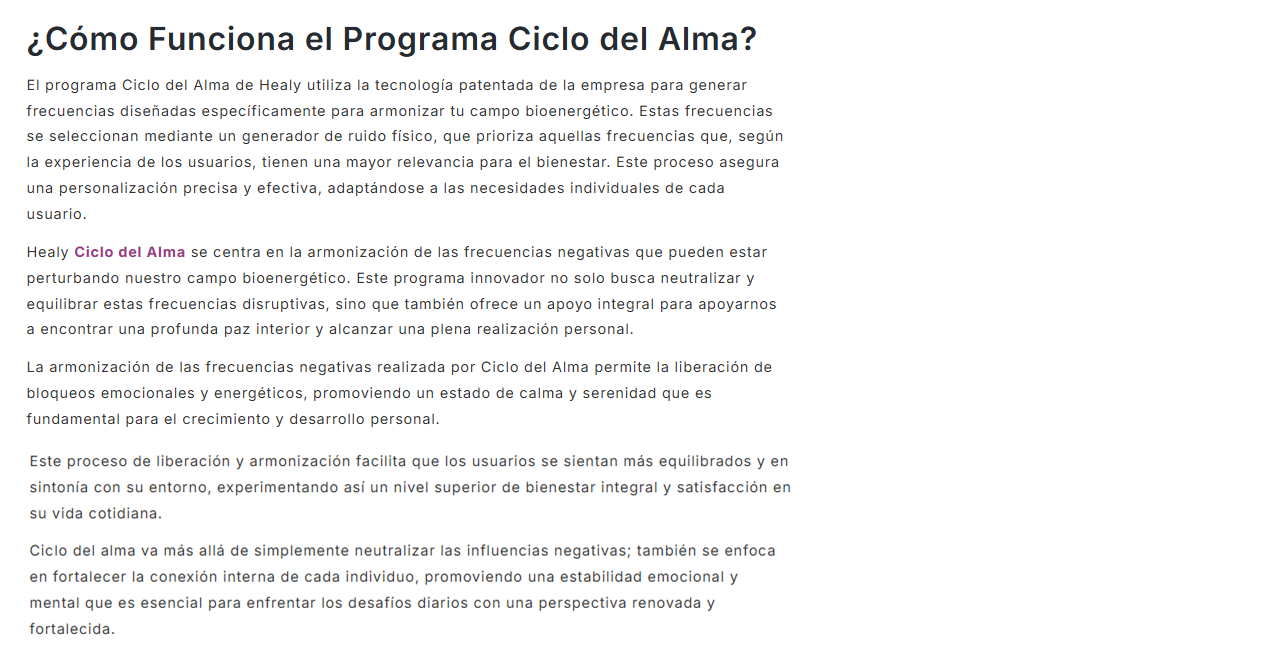 ¿Cómo Funciona el Programa Ciclo del Alma?
El programa Ciclo del Alma de Healy utiliza la tecnología patentada de la empresa para generar
frecuencias diseñadas específicamente para armonizar tu campo bioenergético. Estas frecuencias
se seleccionan mediante un generador de ruido físico, que prioriza aquellas frecuencias que, según
la experiencia de los usuarios, tienen una mayor relevancia para el bienestar. Este proceso asegura
una personalización precisa y efectiva, adaptándose a las necesidades individuales de cada
usuario.
Healy Ciclo del Alma se centra en la armonización de las frecuencias negativas que pueden estar
perturbando nuestro campo bioenergético. Este programa innovador no solo busca neutralizar y
equilibrar estas frecuencias disruptivas, sino que también ofrece un apoyo integral para apoyarnos
a encontrar una profunda paz interior y alcanzar una plena realización personal.
La armonización de las frecuencias negativas realizada por Ciclo del Alma permite la liberación de
bloqueos emocionales y energéticos, promoviendo un estado de calma y serenidad que es
fundamental para el crecimiento y desarrollo personal.
Este proceso de liberación y armonización facilita que los usuarios se sientan más equilibrados y en
sintonía con su entorno, experimentando así un nivel superior de bienestar integral y satisfacción en
su vida cotidiana.
Ciclo del alma va más allá de simplemente neutralizar las influencias negativas; también se enfoca
en fortalecer la conexión interna de cada individuo, promoviendo una estabilidad emocional y
mental que es esencial para enfrentar los desafíos diarios con una perspectiva renovada y
fortalecida.